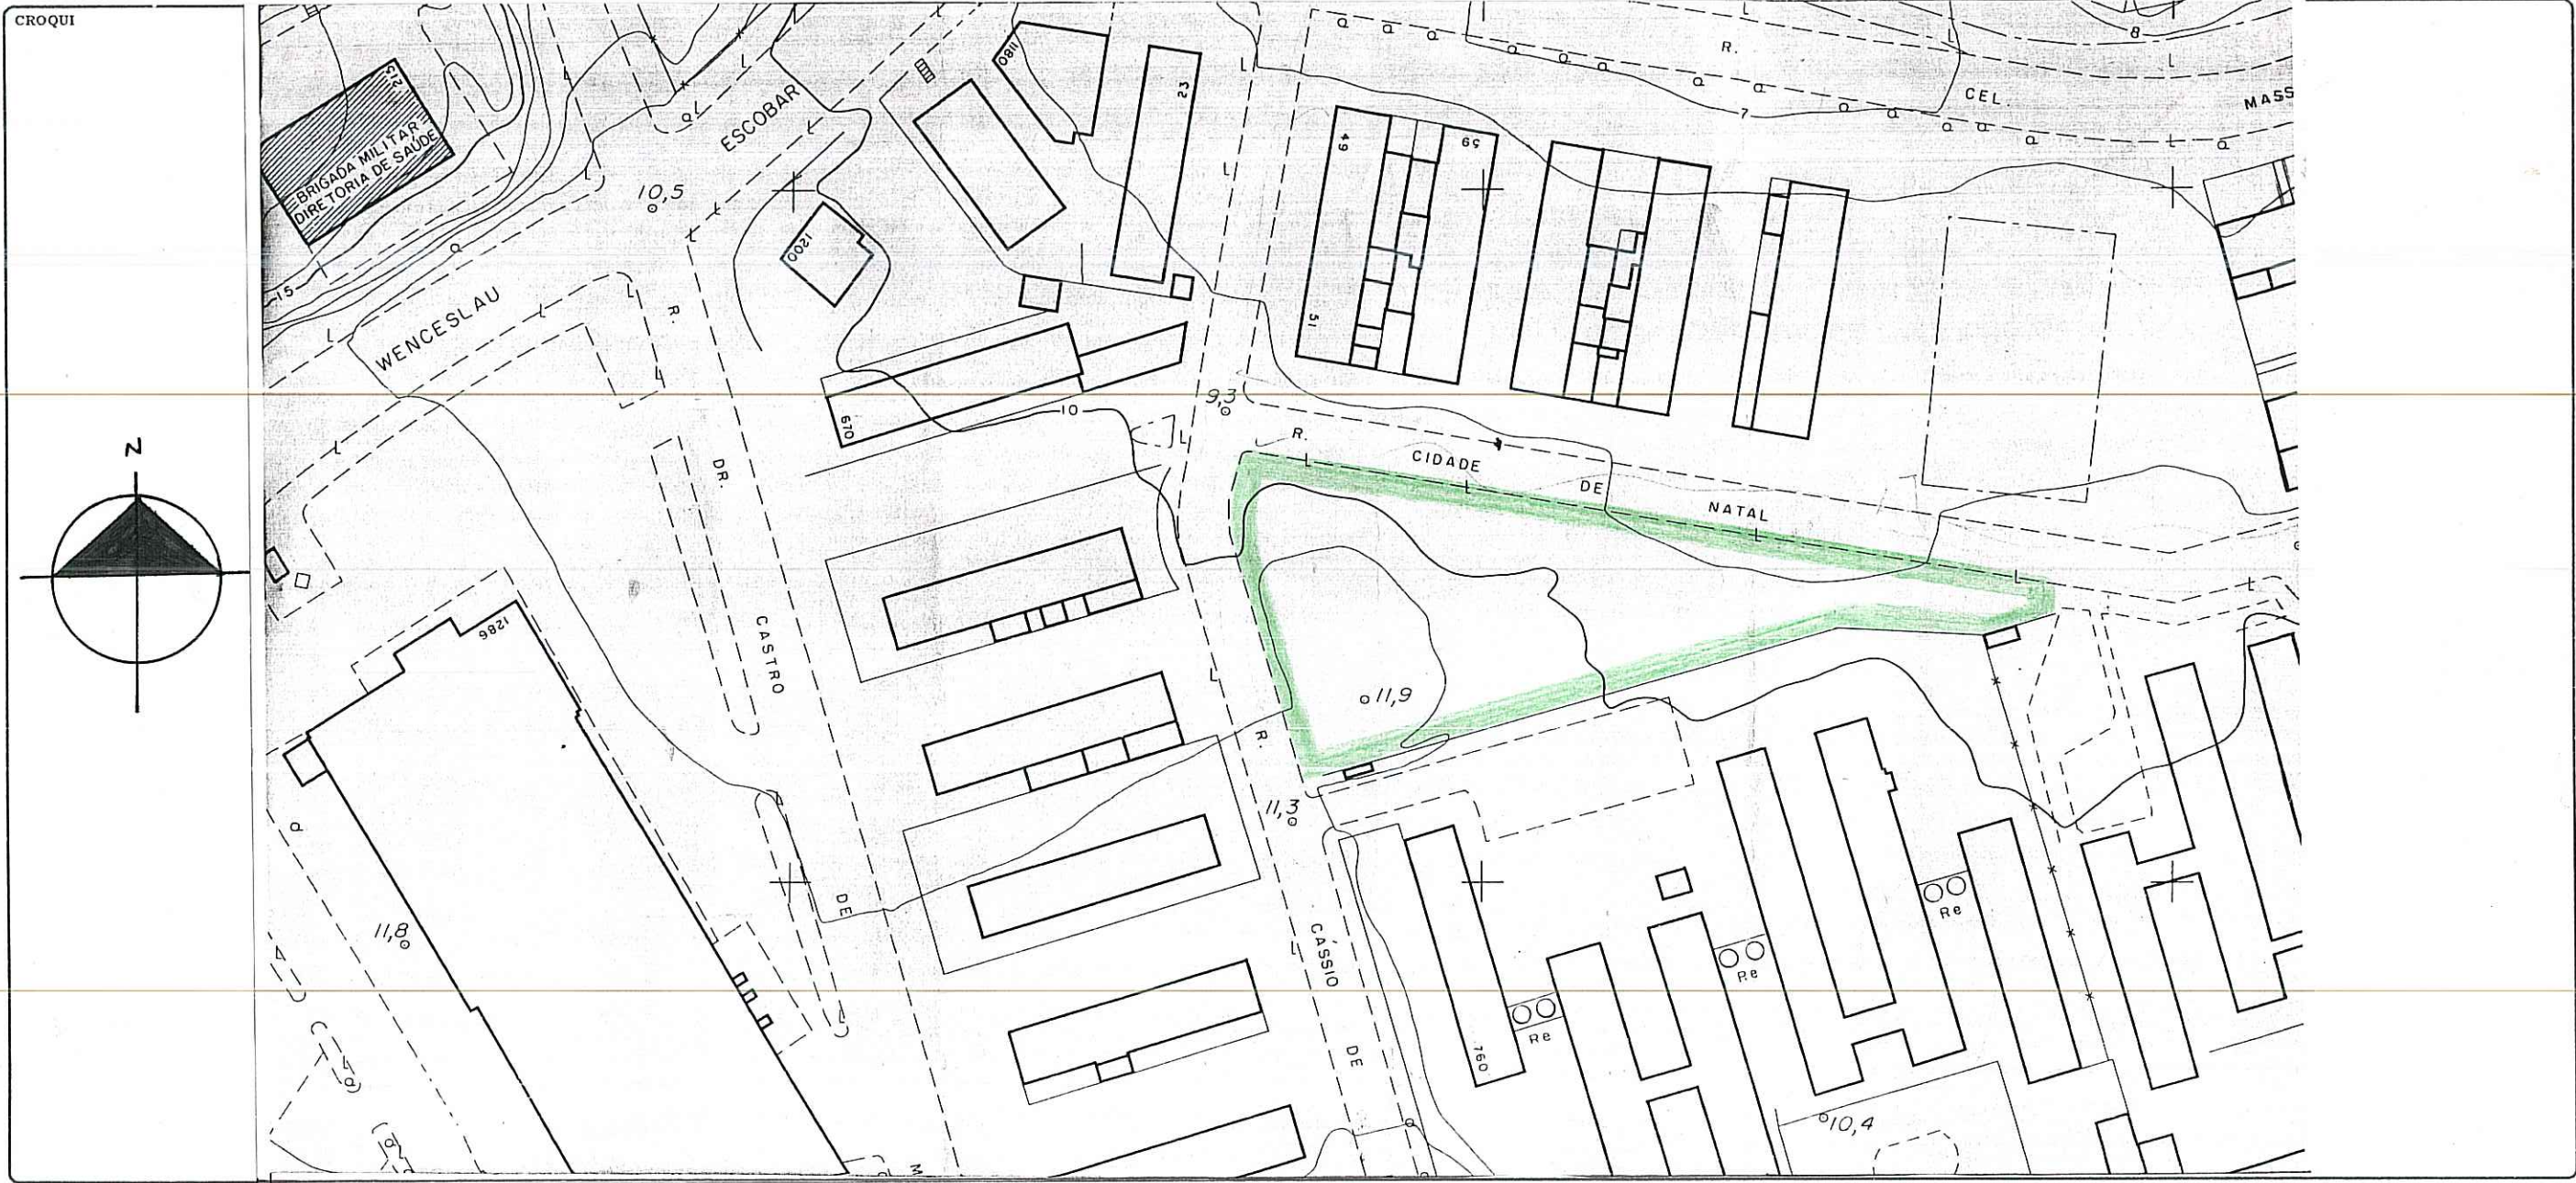 CROQUI
N
BRIGADA MILITAR
DIRETORIA DE SAÚDE
1215
15
WENCESLAU
ESCOBAR
10,5
1200
1180
23
R.
DR.
CASTRO
DE
M
670
10
9,3
49
59
51
R.
CEL.
MASS
7
8
R.
CIDADE
DE
NATAL
11,9
11,3
R.
CÁSSIO
DE
1286
11,8
760
Re
Re
Re
10,4